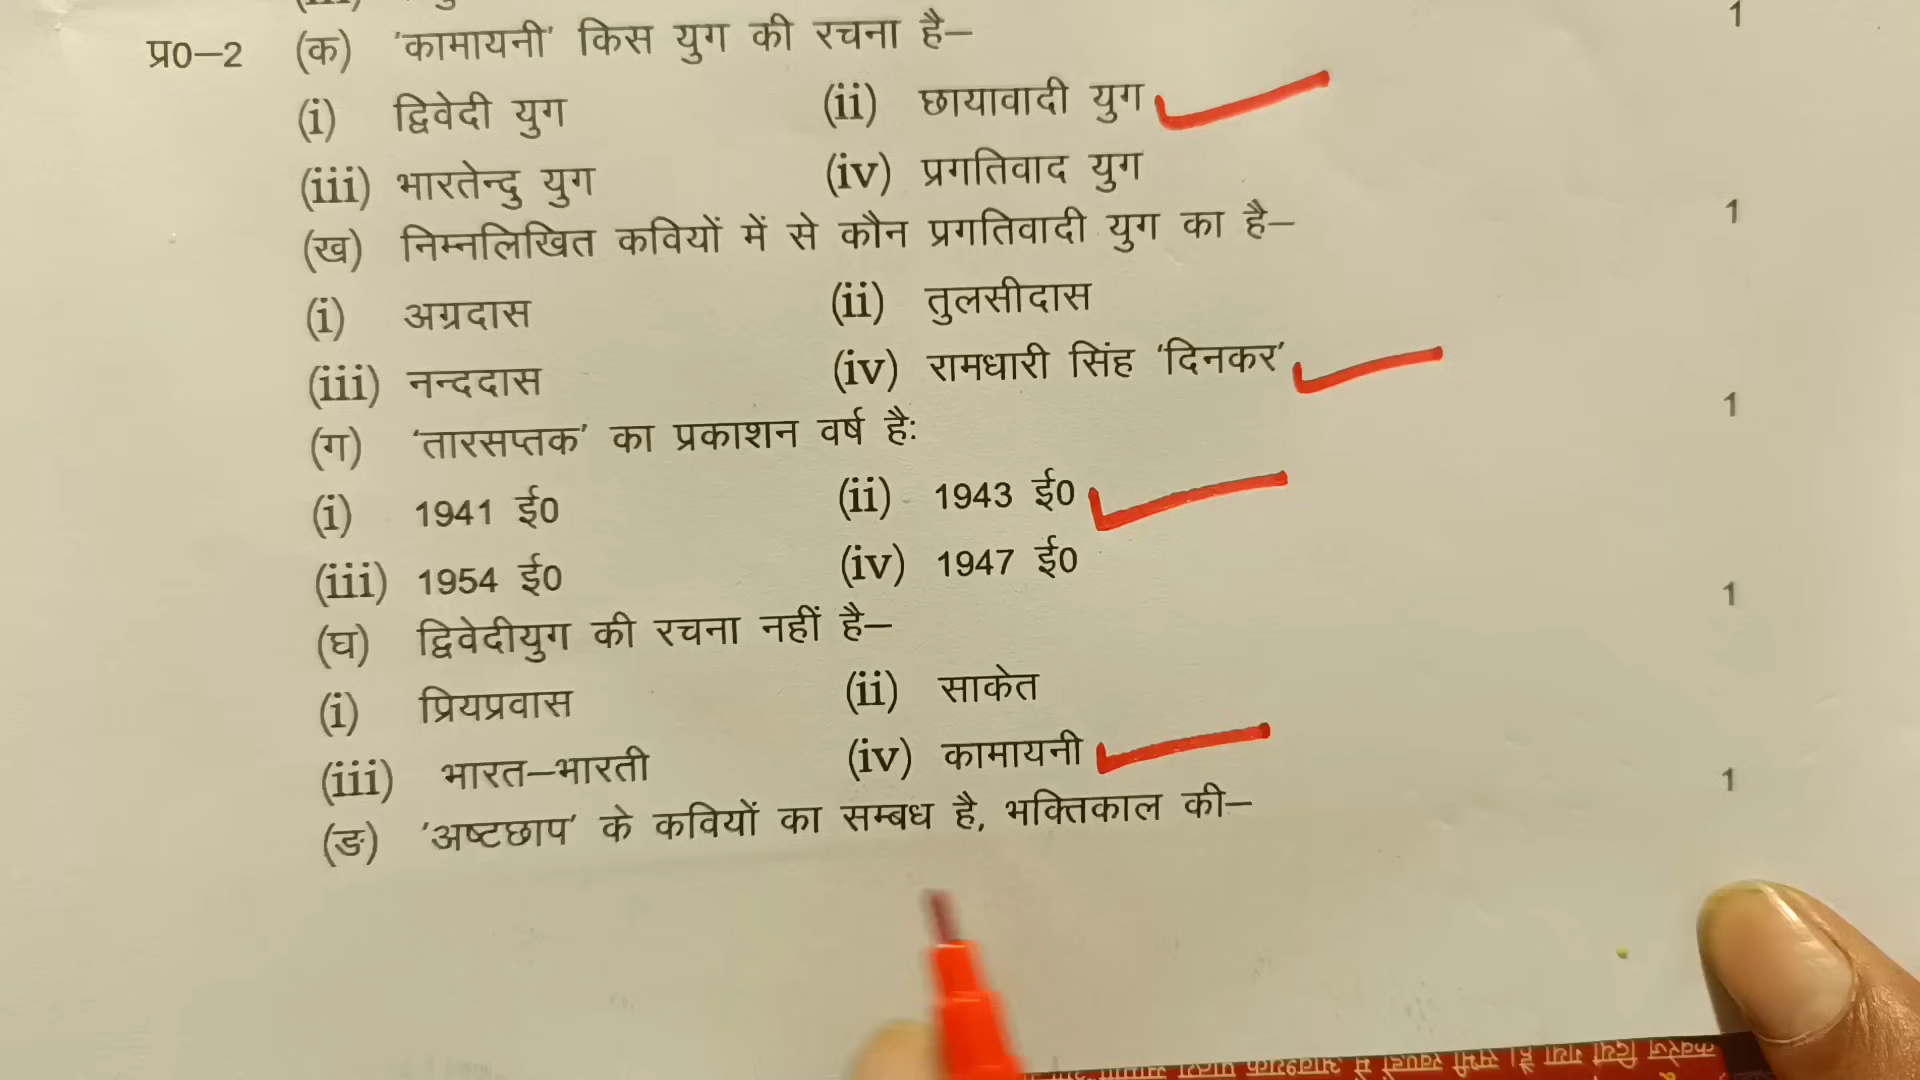 प्र0–2 (क) 'कामायनी' किस युग की रचना है– 1
(i) द्विवेदी युग (ii) छायावादी युग
(iii) भारतेन्दु युग (iv) प्रगतिवाद युग
(ख) निम्नलिखित कवियों में से कौन प्रगतिवादी युग का है– 1
(i) अग्रदास (ii) तुलसीदास
(iii) नन्ददास (iv) रामधारी सिंह 'दिनकर'
(ग) 'तारसप्तक' का प्रकाशन वर्ष है: 1
(i) 1941 ई0 (ii) 1943 ई0
(iii) 1954 ई0 (iv) 1947 ई0
(घ) द्विवेदीयुग की रचना नहीं है– 1
(i) प्रियप्रवास (ii) साकेत
(iii) भारत–भारती (iv) कामायनी
(ङ) 'अष्टछाप' के कवियों का सम्बध है, भक्तिकाल की– 1